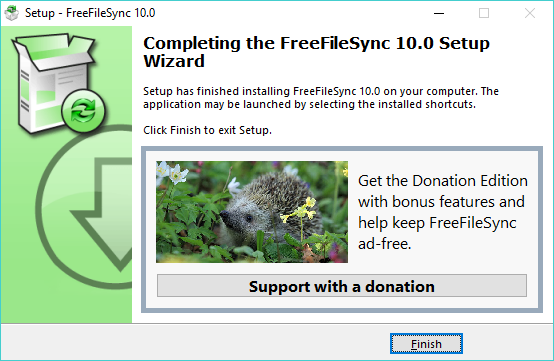 Setup - FreeFileSync 10.0
Completing the FreeFileSync 10.0 Setup
Wizard
Setup has finished installing FreeFileSync 10.0 on your computer. The
application may be launched by selecting the installed shortcuts.
Click Finish to exit Setup.
Get the Donation Edition
with bonus features and
help keep FreeFileSync
ad-free.
Support with a donation
Finish